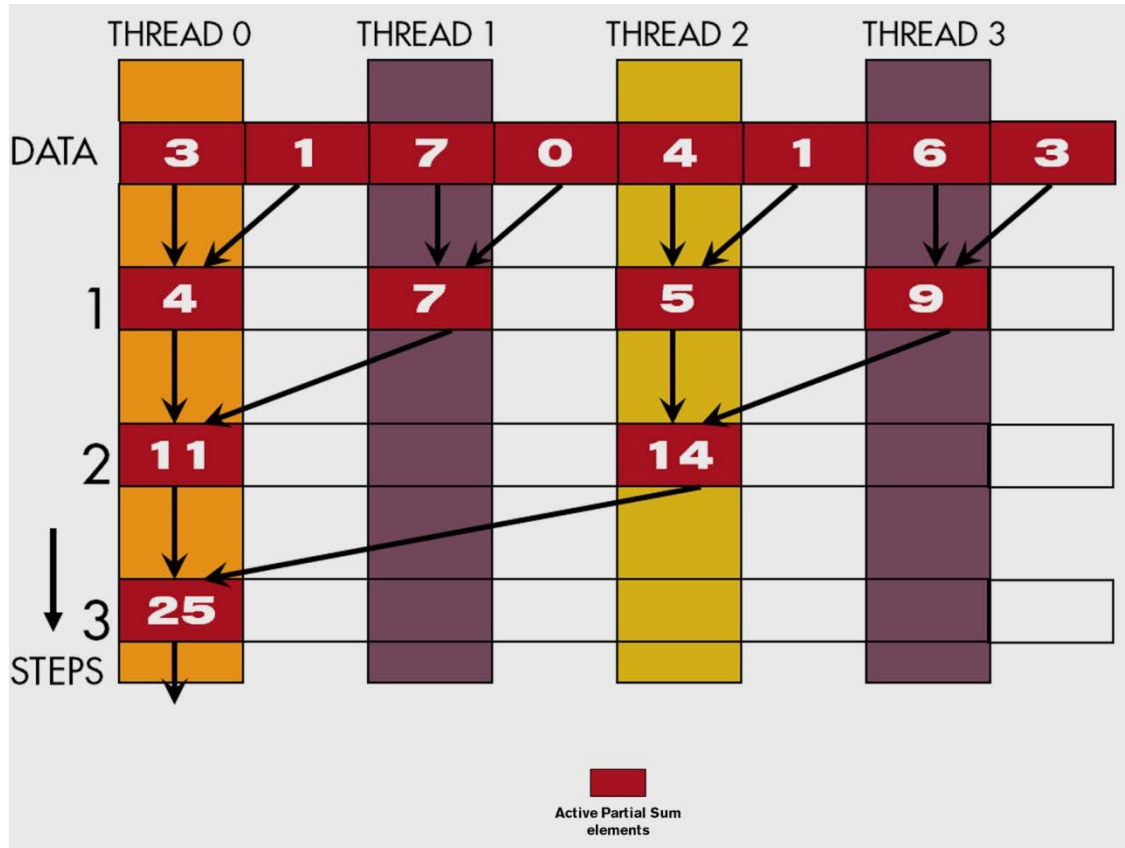 THREAD 0 THREAD 1 THREAD 2 THREAD 3
DATA 3 1 7 0 4 1 6 3
1 4 7 5 9
2 11 14
3 25
STEPS
Active Partial Sum
elements